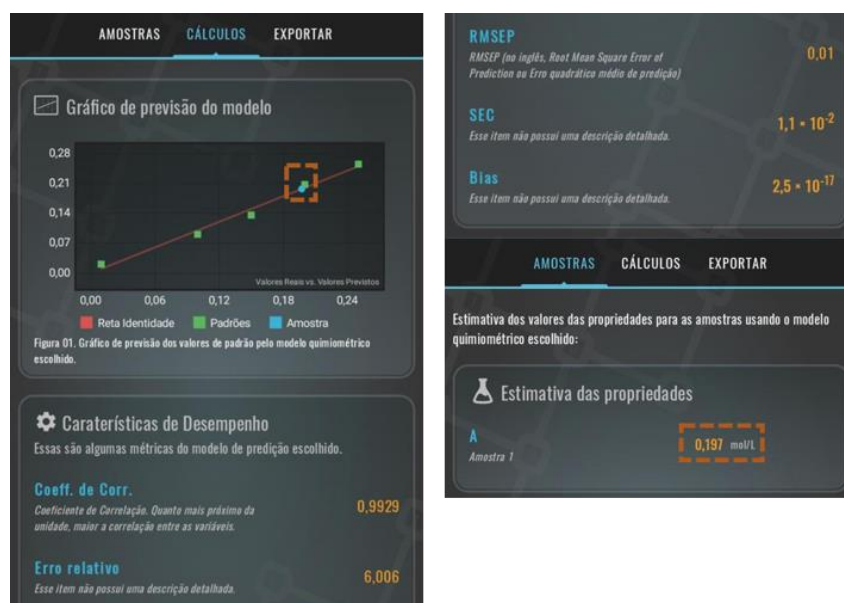 AMOSTRAS CÁLCULOS EXPORTAR
Gráfico de previsão do modelo
0,28
0,21
0,14
0,07
0,00
Valores Reais vs. Valores Previstos
0,00 0,06 0,12 0,18 0,24
Reta Identidade Padrões Amostra
Figura 01. Gráfico de previsão dos valores de padrão pelo modelo quimiométrico
escolhido.
Caraterísticas de Desempenho
Essas são algumas métricas do modelo de predição escolhido.
Coeff. de Corr.
Coeficiente de Correlação. Quanto mais próximo da
unidade, maior a correlação entre as variáveis.
0,9929
Erro relativo
Esse item não possui uma descrição detalhada.
6,006
RMSEP
RMSEP (no inglês, Root Mean Square Error of
Prediction ou Erro quadrático médio de predição)
0,01
SEC
Esse item não possui uma descrição detalhada.
1,1 * 10⁻²
Bias
Esse item não possui uma descrição detalhada.
2,5 * 10⁻¹⁷
AMOSTRAS CÁLCULOS EXPORTAR
Estimativa dos valores das propriedades para as amostras usando o modelo
quimiométrico escolhido:
Estimativa das propriedades
A
Amostra 1
0,197 mol/L